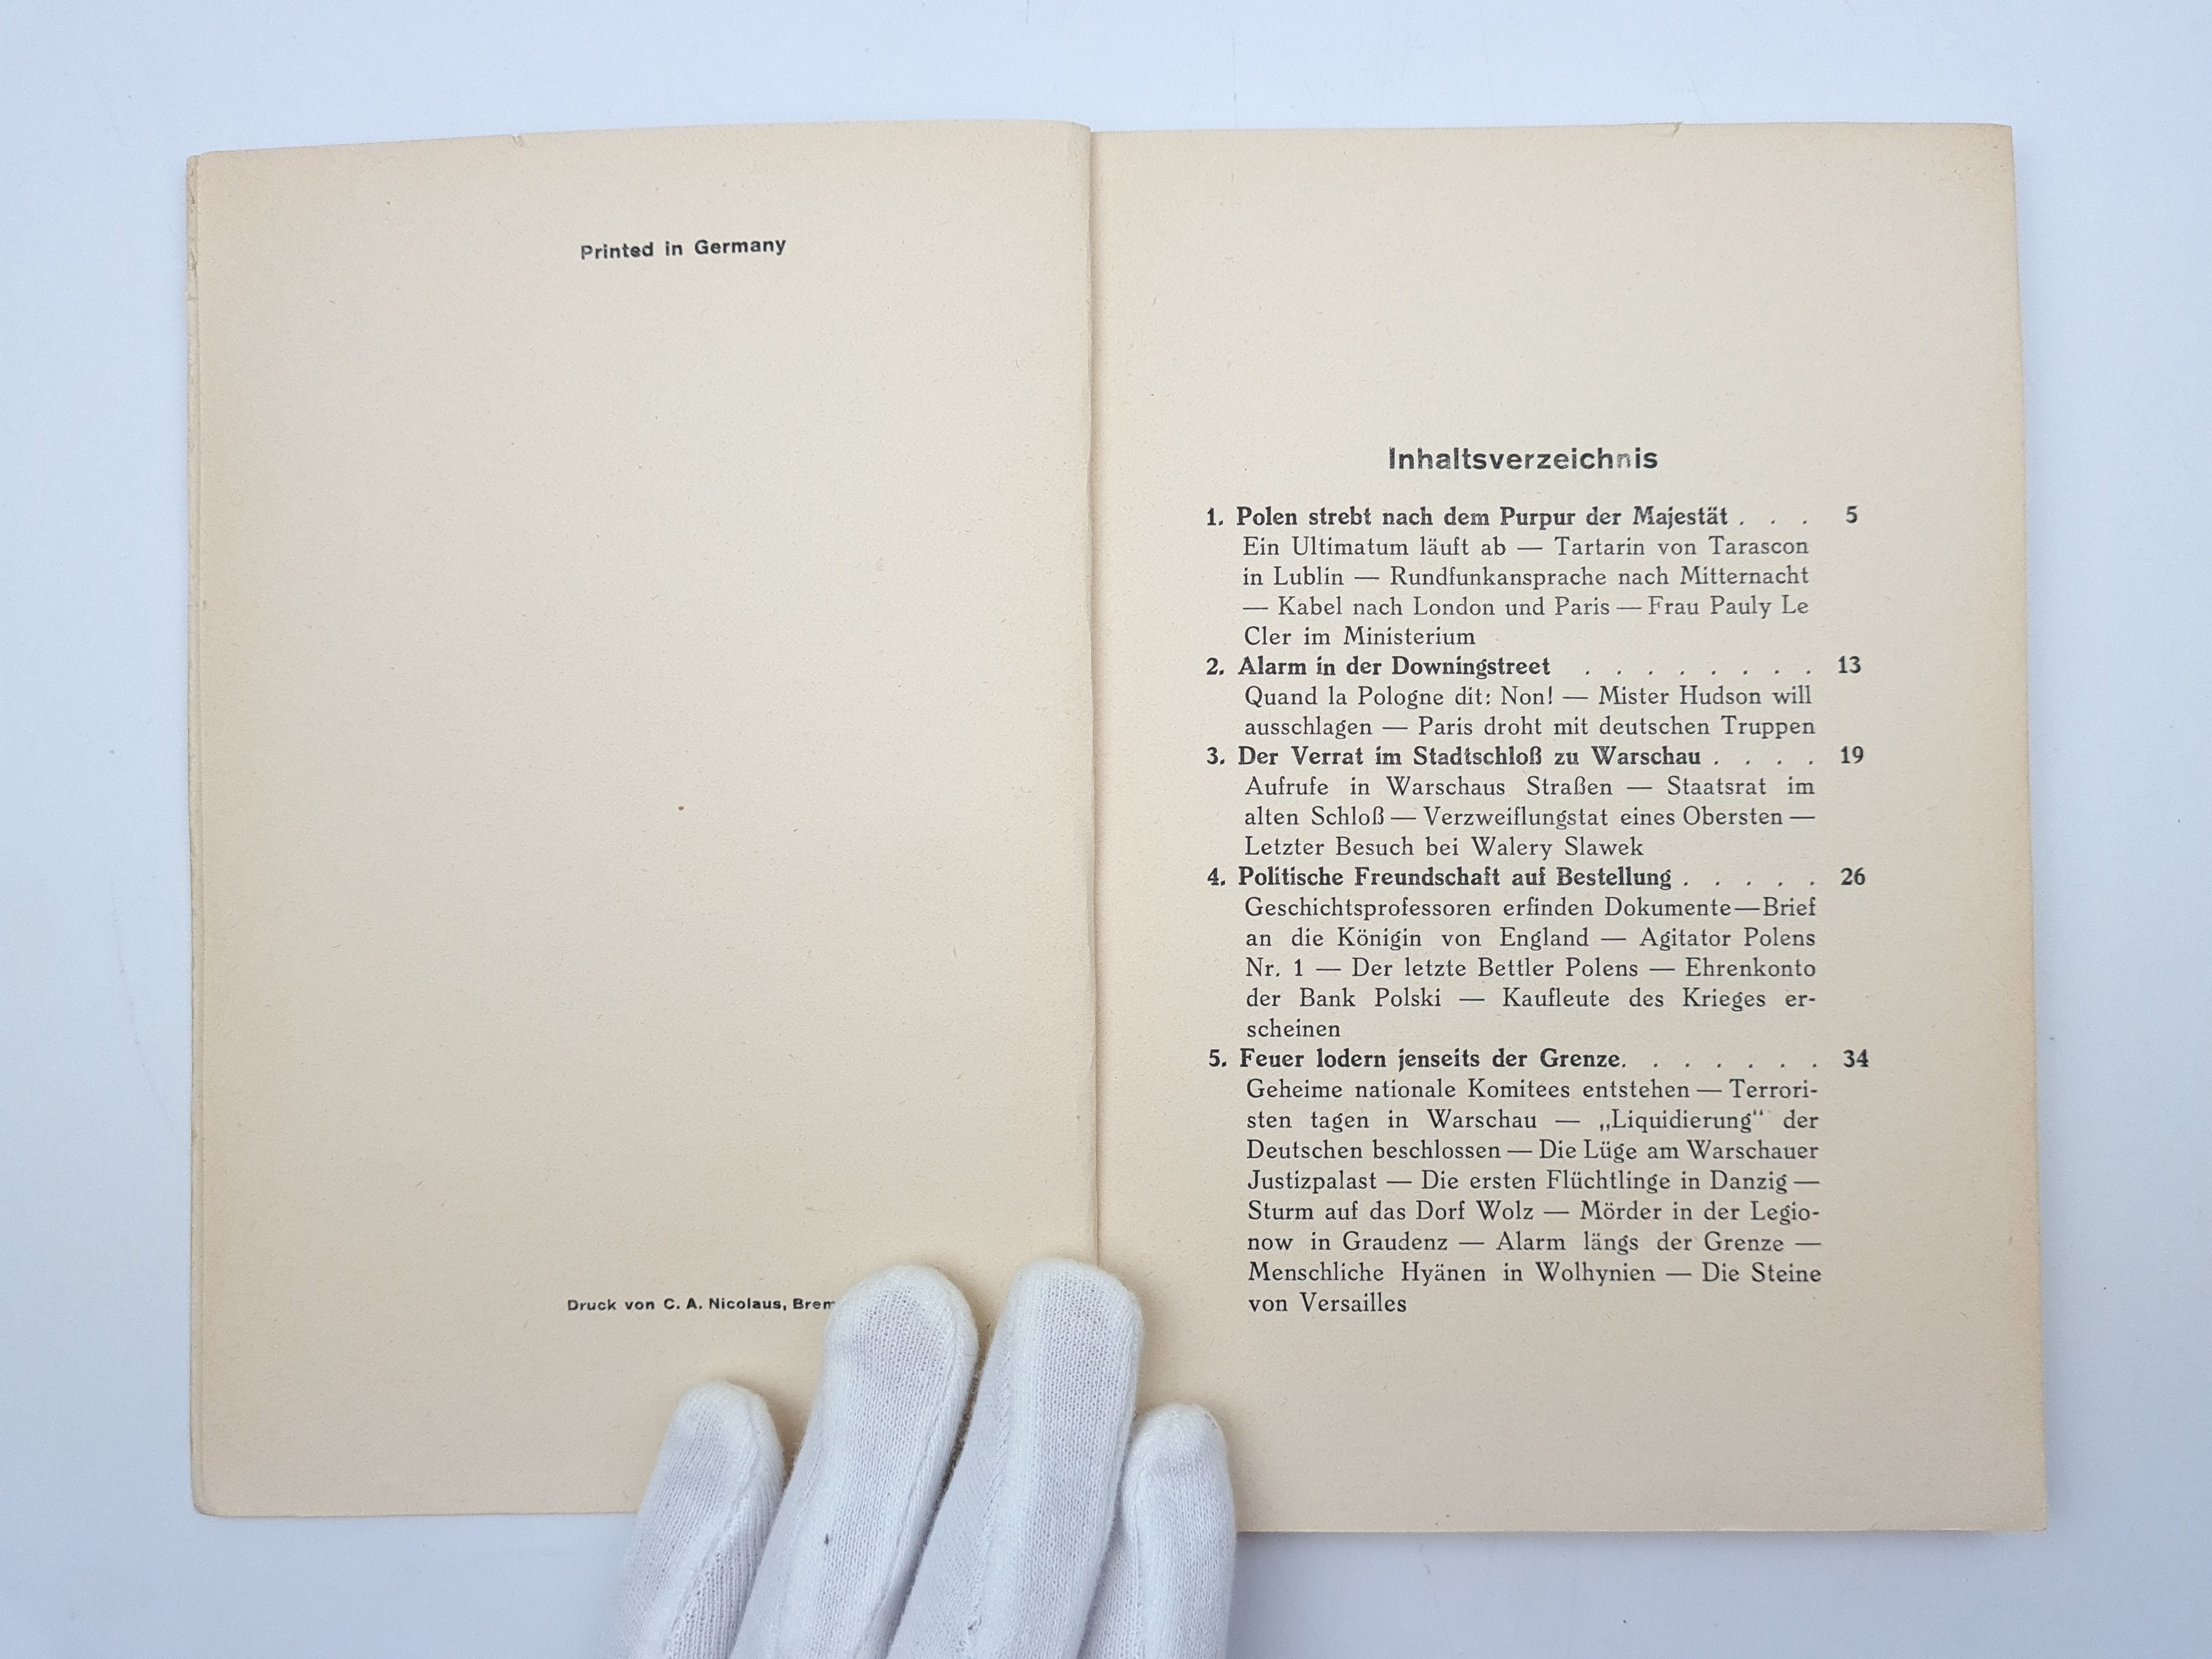 Printed in Germany
Druck von C. A. Nicolaus,
Inhaltsverzeichnis
1. Polen strebt nach dem Purpur der Majestät . . . 5
Ein Ultimatum läuft ab — Tartarin von Tarascon
in Lublin — Rundfunkansprache nach Mitternacht
— Kabel nach London und Paris — Frau Pauly Le
Cler im Ministerium
2. Alarm in der Downingstreet . . . . . . . . 13
Quand la Pologne dit: Non! — Mister Hudson will
ausschlagen — Paris droht mit deutschen Truppen
3. Der Verrat im Stadtschloß zu Warschau . . . . 19
Aufrufe in Warschaus Straßen — Staatsrat im
alten Schloß — Verzweiflungstat eines Obersten —
Letzter Besuch bei Walery Slawek
4. Politische Freundschaft auf Bestellung . . . . . 26
Geschichtsprofessoren erfinden Dokumente—Brief
an die Königin von England — Agitator Polens
Nr. 1 — Der letzte Bettler Polens — Ehrenkonto
der Bank Polski — Kaufleute des Krieges er-
scheinen
5. Feuer lodern jenseits der Grenze. . . . . . . 34
Geheime nationale Komitees entstehen — Terrori-
sten tagen in Warschau — „Liquidierung“ der
Deutschen beschlossen — Die Lüge am Warschauer
Justizpalast — Die ersten Flüchtlinge in Danzig —
Sturm auf das Dorf Wolz — Mörder in der Legio-
now in Graudenz — Alarm längs der Grenze —
Menschliche Hyänen in Wolhynien — Die Steine
von Versailles